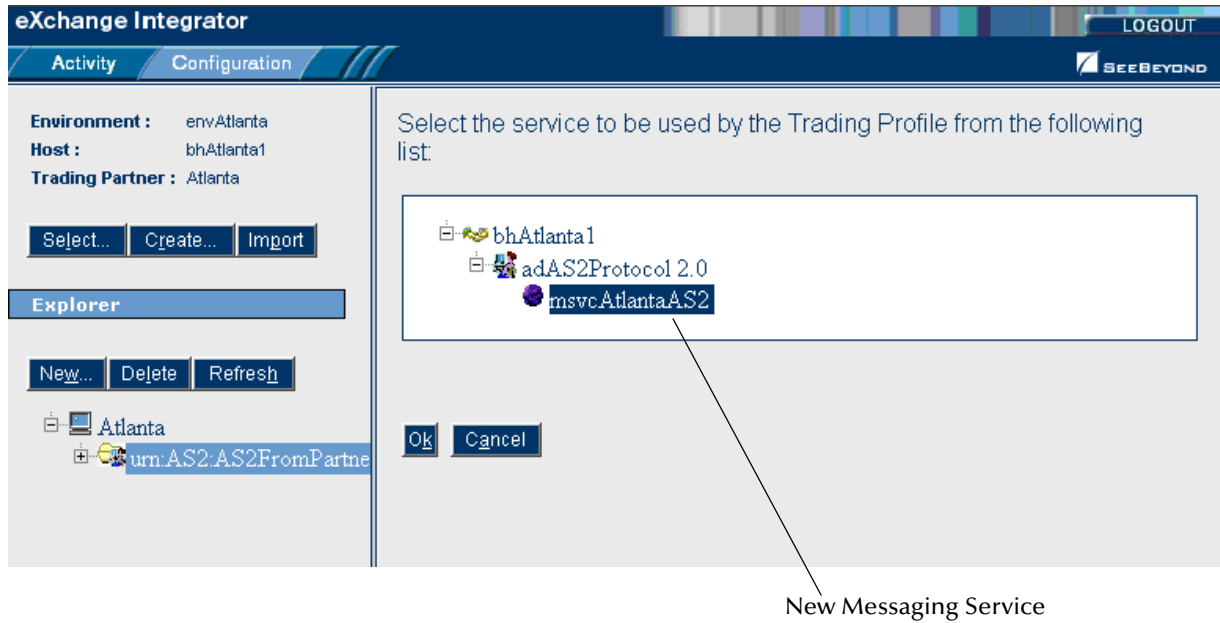 eXchange Integrator
LOGOUT
Activity
Configuration
SEEBEYOND
Environment : envAtlanta
Host : bhAtlanta1
Trading Partner : Atlanta
Select... Create... Import
Explorer
New... Delete Refresh
Atlanta
urn:AS2:AS2FromPartne
Select the service to be used by the Trading Profile from the following
list:
bhAtlanta1
adAS2Protocol 2.0
msvcAtlantaAS2
Ok Cancel
New Messaging Service